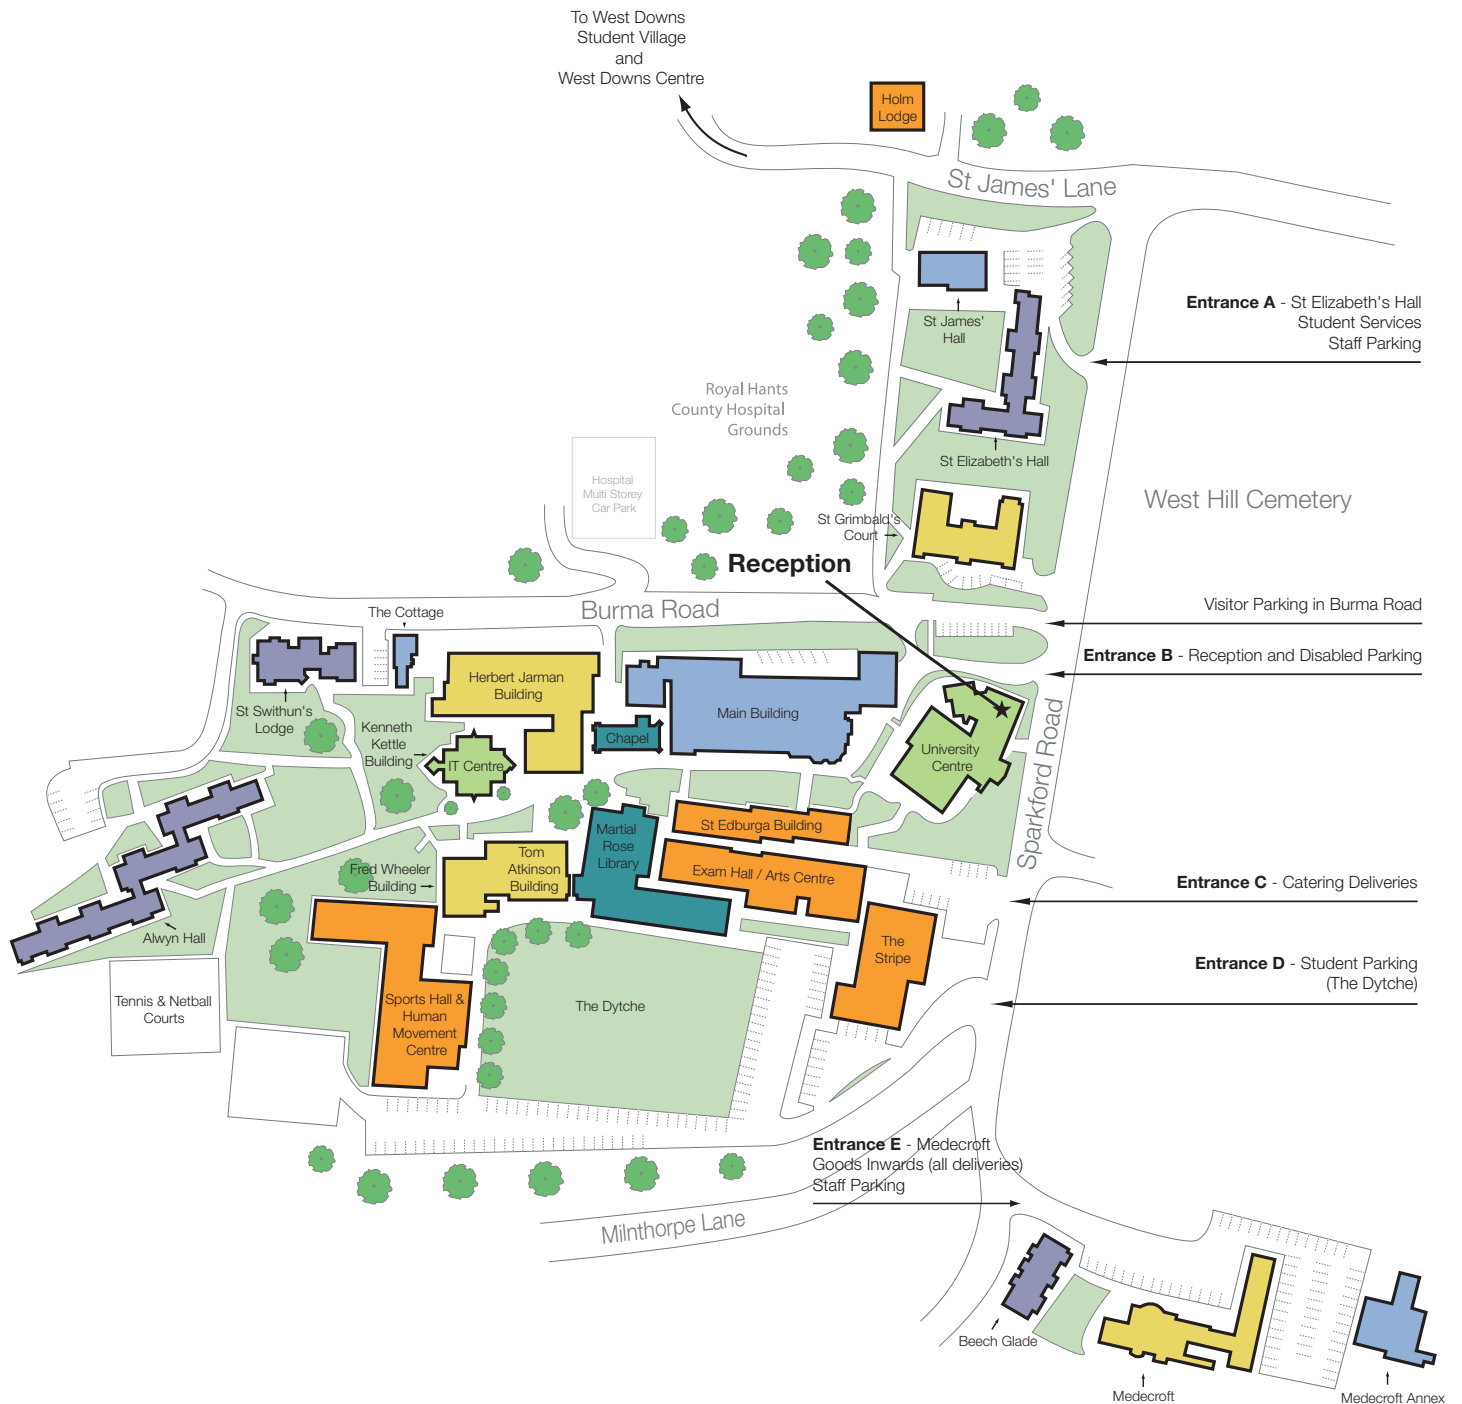 To West Downs
Student Village
and
West Downs Centre
Holm
Lodge
St James' Lane
Entrance A - St Elizabeth's Hall
Student Services
Staff Parking
St James'
Hall
Royal Hants
County Hospital
Grounds
St Elizabeth's Hall
Hospital
Multi Storey
Car Park
West Hill Cemetery
St Grimbald's
Court
Reception
Burma Road
The Cottage
Visitor Parking in Burma Road
Entrance B - Reception and Disabled Parking
Herbert Jarman
Building
St Swithun's
Lodge
Main Building
Kenneth
Kettle
Building
Chapel
University
Centre
IT Centre
Sparkford Road
Martial
Rose
Library
St Edburga Building
Tom
Atkinson
Building
Fred Wheeler
Building
Exam Hall / Arts Centre
Entrance C - Catering Deliveries
Alwyn Hall
The
Stripe
Entrance D - Student Parking
(The Dytche)
Tennis & Netball
Courts
Sports Hall &
Human
Movement
Centre
The Dytche
Entrance E - Medecroft
Goods Inwards (all deliveries)
Staff Parking
Milnthorpe Lane
Beech Glade
Medecroft
Medecroft Annex